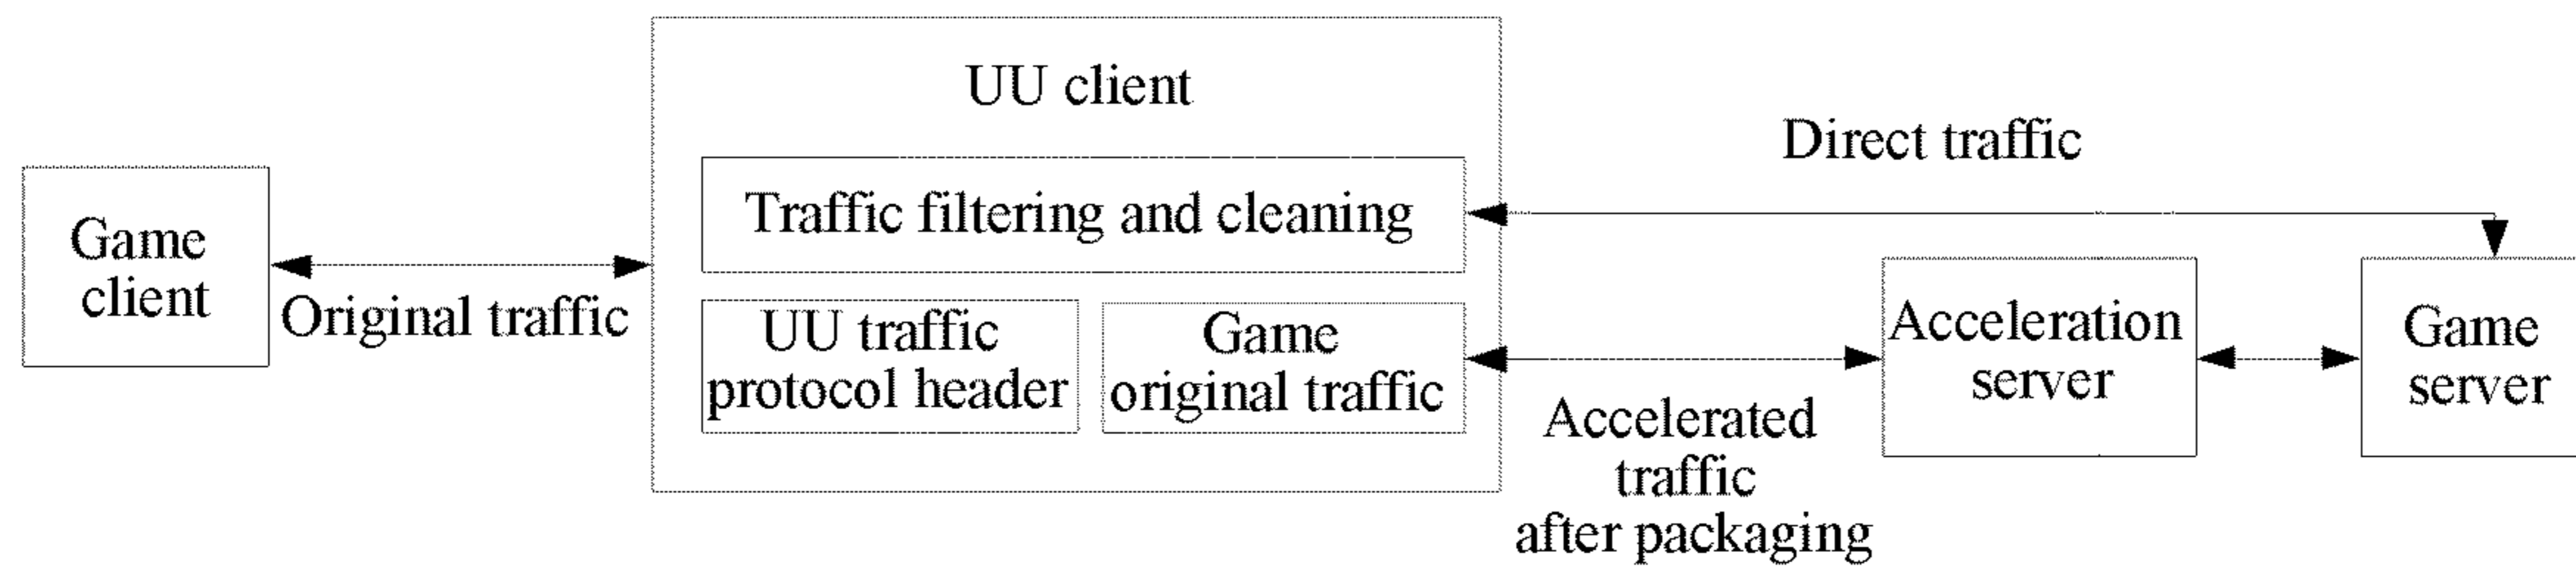 Game
client
Original traffic
UU client
Traffic filtering and cleaning
UU traffic
protocol header
Game
original traffic
Direct traffic
Accelerated
traffic
after packaging
Acceleration
server
Game
server